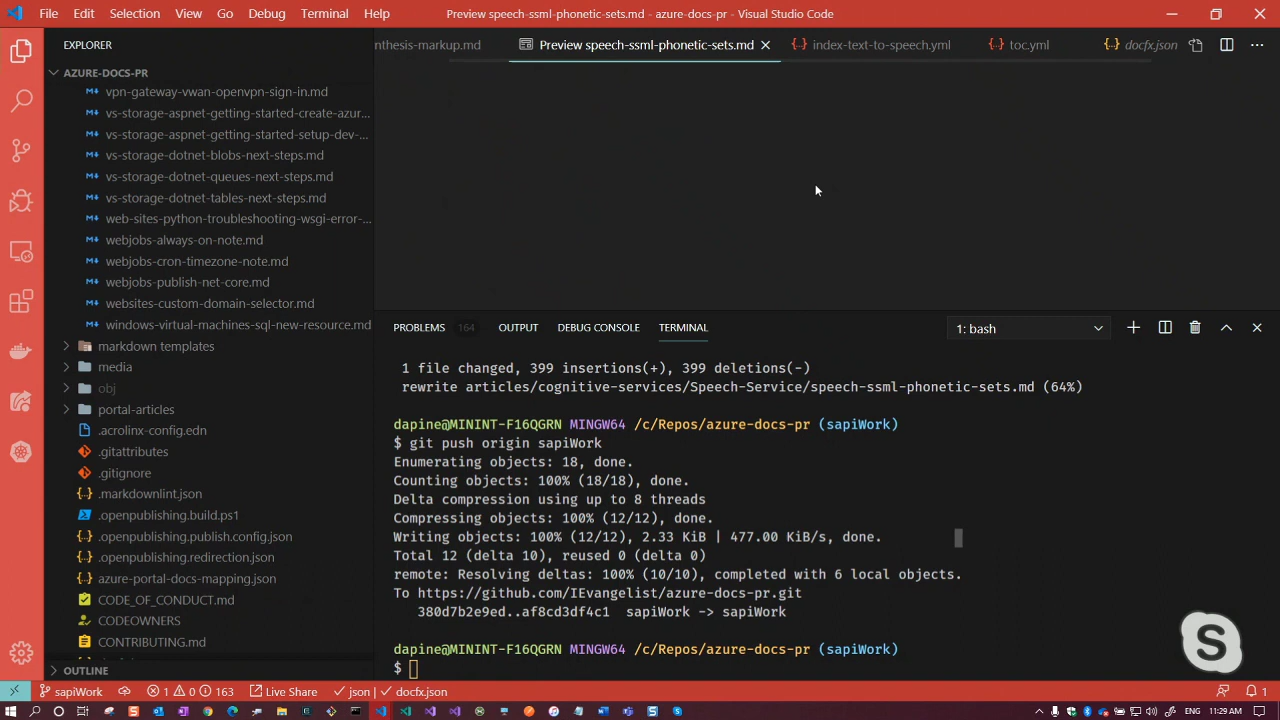 File Edit Selection View Go Debug Terminal Help
Preview speech-ssml-phonetic-sets.md - azure-docs-pr - Visual Studio Code
EXPLORER
nthesis-markup.md
Preview speech-ssml-phonetic-sets.md
index-text-to-speech.yml
toc.yml
docfx.json
AZURE-DOCS-PR
vpn-gateway-vwan-openvpn-sign-in.md
vs-storage-aspnet-getting-started-create-azur...
vs-storage-aspnet-getting-started-setup-dev-...
vs-storage-dotnet-blobs-next-steps.md
vs-storage-dotnet-queues-next-steps.md
vs-storage-dotnet-tables-next-steps.md
web-sites-python-troubleshooting-wsgi-error-...
webjobs-always-on-note.md
webjobs-cron-timezone-note.md
webjobs-publish-net-core.md
websites-custom-domain-selector.md
windows-virtual-machines-sql-new-resource.md
markdown templates
media
obj
portal-articles
.acrolinx-config.edn
.gitattributes
.gitignore
.markdownlint.json
.openpublishing.build.ps1
.openpublishing.publish.config.json
.openpublishing.redirection.json
azure-portal-docs-mapping.json
CODE_OF_CONDUCT.md
CODEOWNERS
CONTRIBUTING.md
OUTLINE
PROBLEMS 164 OUTPUT DEBUG CONSOLE TERMINAL
1: bash
1 file changed, 399 insertions(+), 399 deletions(-)
rewrite articles/cognitive-services/Speech-Service/speech-ssml-phonetic-sets.md (64%)
dapine@MININT-F16QGRN MINGW64 /c/Repos/azure-docs-pr (sapiWork)
$ git push origin sapiWork
Enumerating objects: 18, done.
Counting objects: 100% (18/18), done.
Delta compression using up to 8 threads
Compressing objects: 100% (12/12), done.
Writing objects: 100% (12/12), 2.33 KiB | 477.00 KiB/s, done.
Total 12 (delta 10), reused 0 (delta 0)
remote: Resolving deltas: 100% (10/10), completed with 6 local objects.
To https://github.com/IEvangelist/azure-docs-pr.git
380d7b2e9ed..af8cd3df4c1 sapiWork -> sapiWork
dapine@MININT-F16QGRN MINGW64 /c/Repos/azure-docs-pr (sapiWork)
$
sapiWork 1 0 163 Live Share json | docfx.json 1
11:29 AM